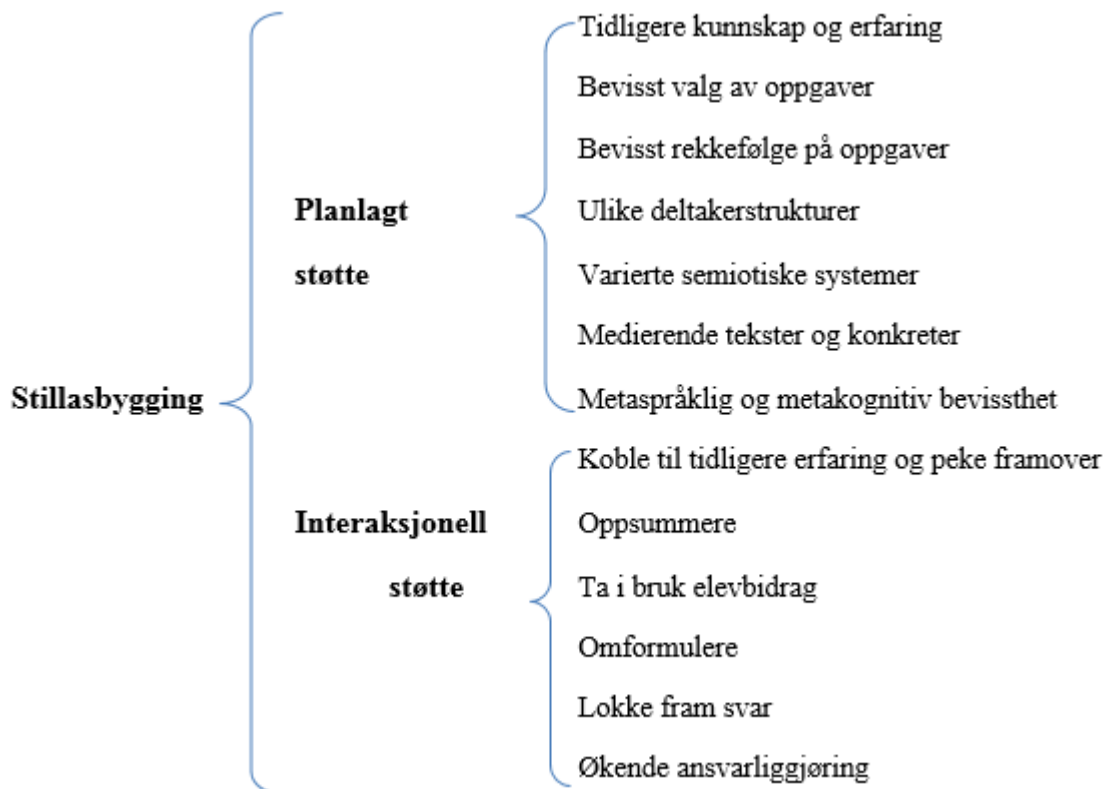 Tidligere kunnskap og erfaring
Bevisst valg av oppgaver
Bevisst rekkefølge på oppgaver
Planlagt
støtte
Ulike deltakerstrukturer
Varierte semiotiske systemer
Medierende tekster og konkreter
Stillasbygging
Metaspråklig og metakognitiv bevissthet
Koble til tidligere erfaring og peke framover
Interaksjonell
støtte
Oppsummere
Ta i bruk elevbidrag
Omformulere
Lokke fram svar
Økende ansvarliggjøring